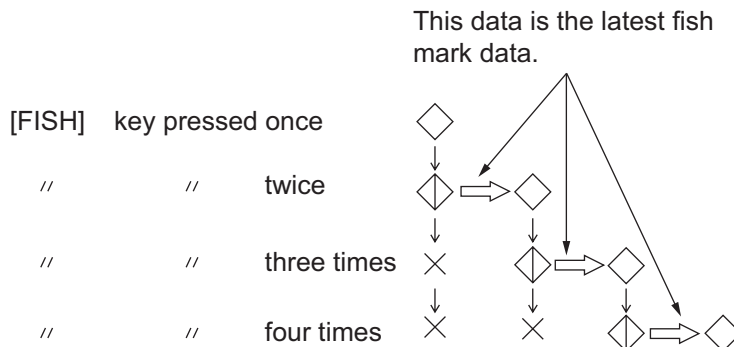 This data is the latest fish
mark data.
[FISH] key pressed once
〃 〃 twice
〃 〃 three times
〃 〃 four times